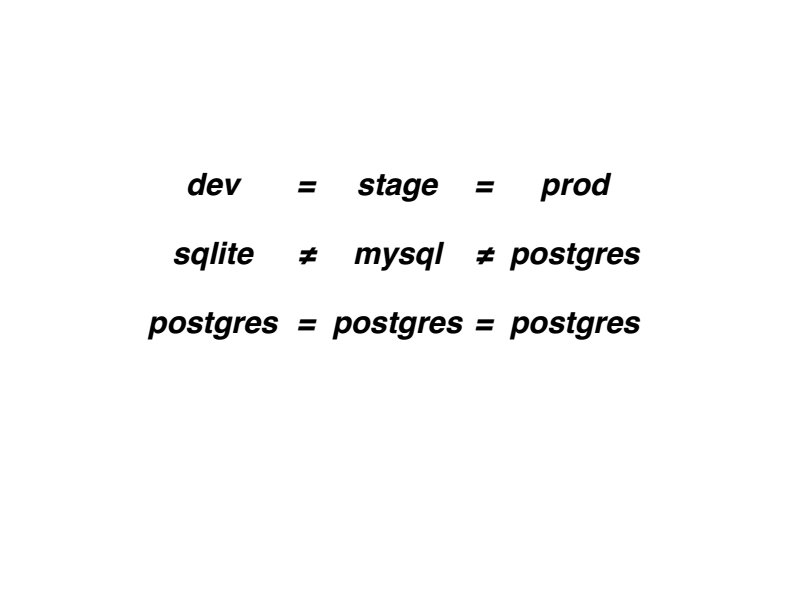 dev = stage = prod
sqlite ≠ mysql ≠ postgres
postgres = postgres = postgres